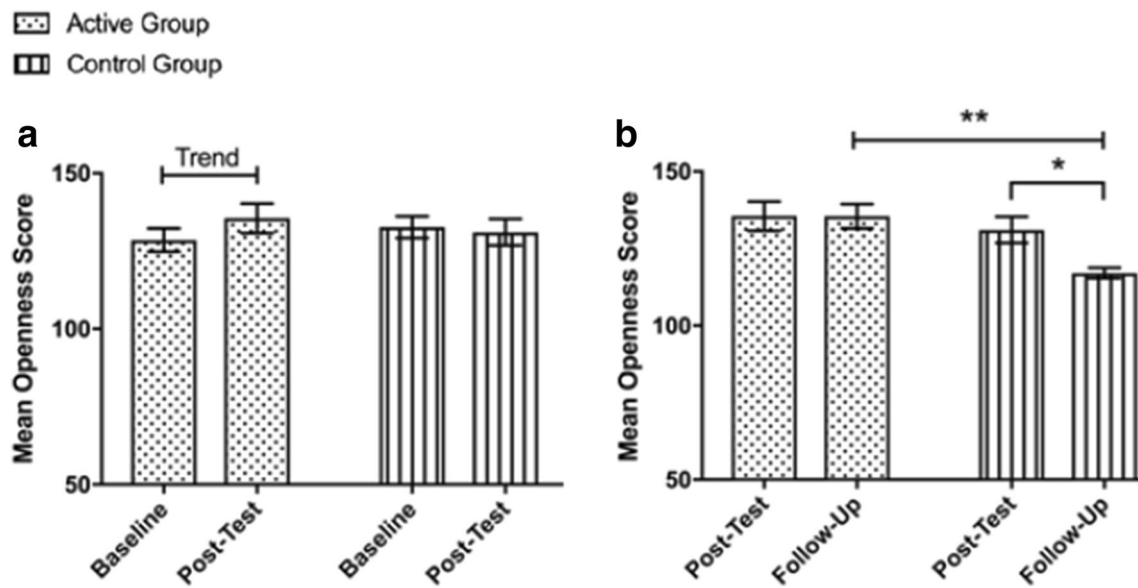 Active Group
Control Group
a
Trend
150
100
50
Mean Openness Score
Baseline
Post-Test
Baseline
Post-Test
b
**
*
150
100
50
Mean Openness Score
Post-Test
Follow-Up
Post-Test
Follow-Up